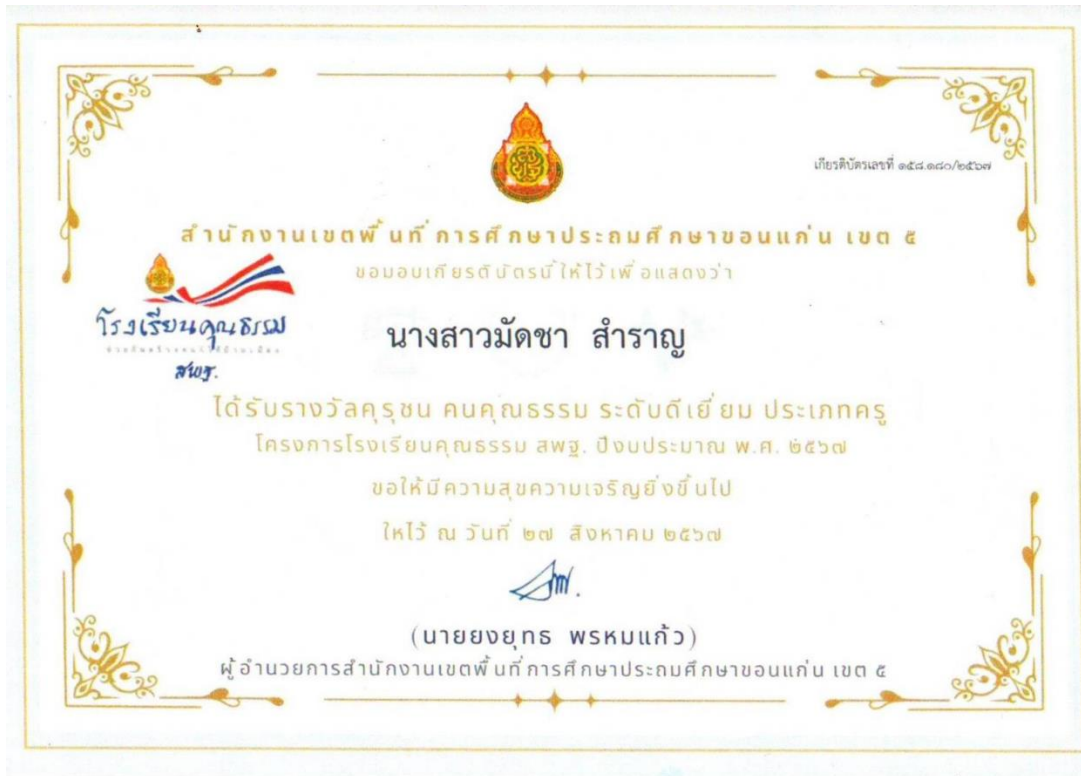 เกียรติบัตรเลขที่ ๑๕๘.๑๘๐/๒๕๖๗
สำนักงานเขตพื้นที่การศึกษาประถมศึกษาขอนแก่น เขต ๕
ขอมอบเกียรติบัตรนี้ให้ไว้เพื่อแสดงว่า
โรงเรียนคุณธรรม
สพฐ.
นางสาวมัดชา สำราญ
ได้รับรางวัลคุรุชน คนคุณธรรม ระดับดีเยี่ยม ประเภทครู
โครงการโรงเรียนคุณธรรม สพฐ. ปีงบประมาณ พ.ศ. ๒๕๖๗
ขอให้มีความสุขความเจริญยิ่งขึ้นไป
ให้ไว้ ณ วันที่ ๒๗ สิงหาคม ๒๕๖๗
(นายยงยุทธ พรหมแก้ว)
ผู้อำนวยการสำนักงานเขตพื้นที่การศึกษาประถมศึกษาขอนแก่น เขต ๕